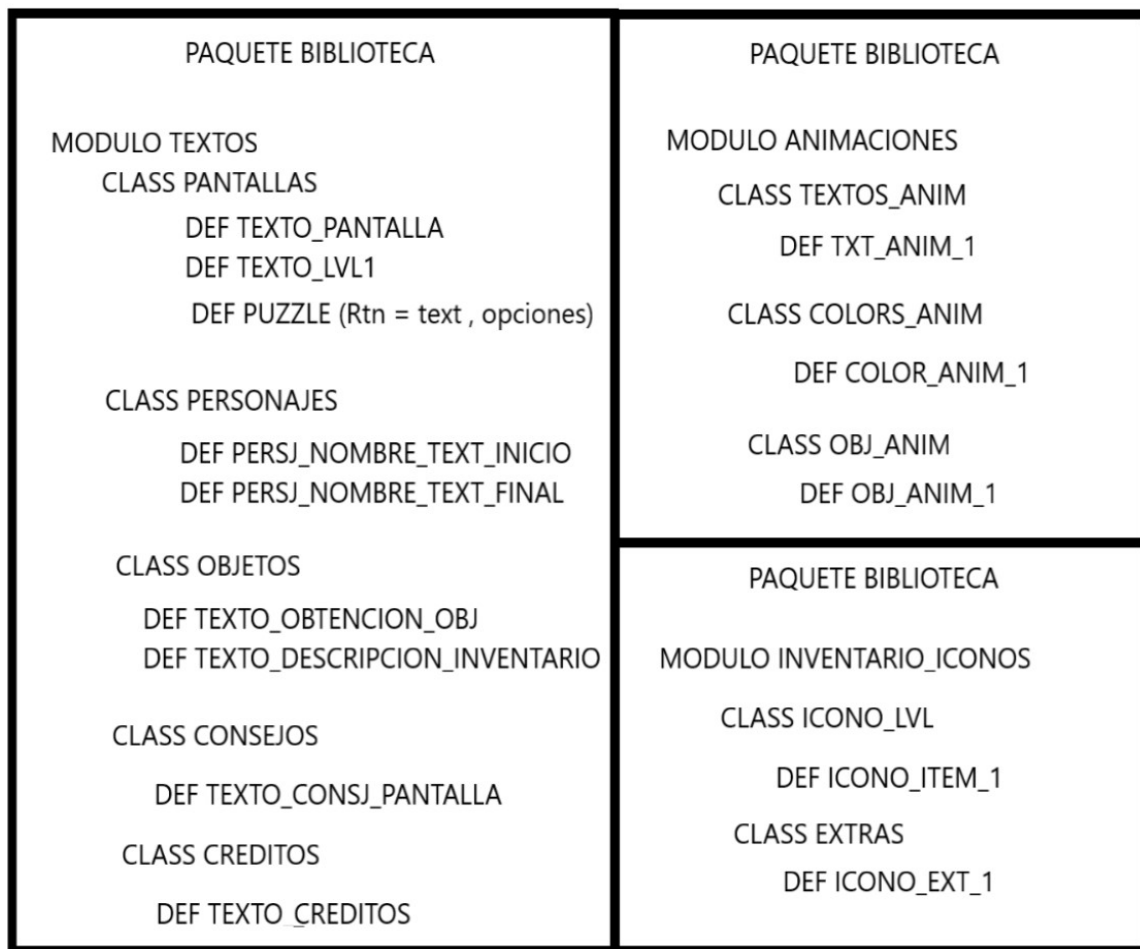 PAQUETE BIBLIOTECA
MODULO TEXTOS
CLASS PANTALLAS
DEF TEXTO_PANTALLA
DEF TEXTO_LVL1
DEF PUZZLE (Rtn = text , opciones)
CLASS PERSONAJES
DEF PERSJ_NOMBRE_TEXT_INICIO
DEF PERSJ_NOMBRE_TEXT_FINAL
CLASS OBJETOS
DEF TEXTO_OBTENCION_OBJ
DEF TEXTO_DESCRIPCION_INVENTARIO
CLASS CONSEJOS
DEF TEXTO_CONSJ_PANTALLA
CLASS CREDITOS
DEF TEXTO_CREDITOS
PAQUETE BIBLIOTECA
MODULO ANIMACIONES
CLASS TEXTOS_ANIM
DEF TXT_ANIM_1
CLASS COLORS_ANIM
DEF COLOR_ANIM_1
CLASS OBJ_ANIM
DEF OBJ_ANIM_1
PAQUETE BIBLIOTECA
MODULO INVENTARIO_ICONOS
CLASS ICONO_LVL
DEF ICONO_ITEM_1
CLASS EXTRAS
DEF ICONO_EXT_1